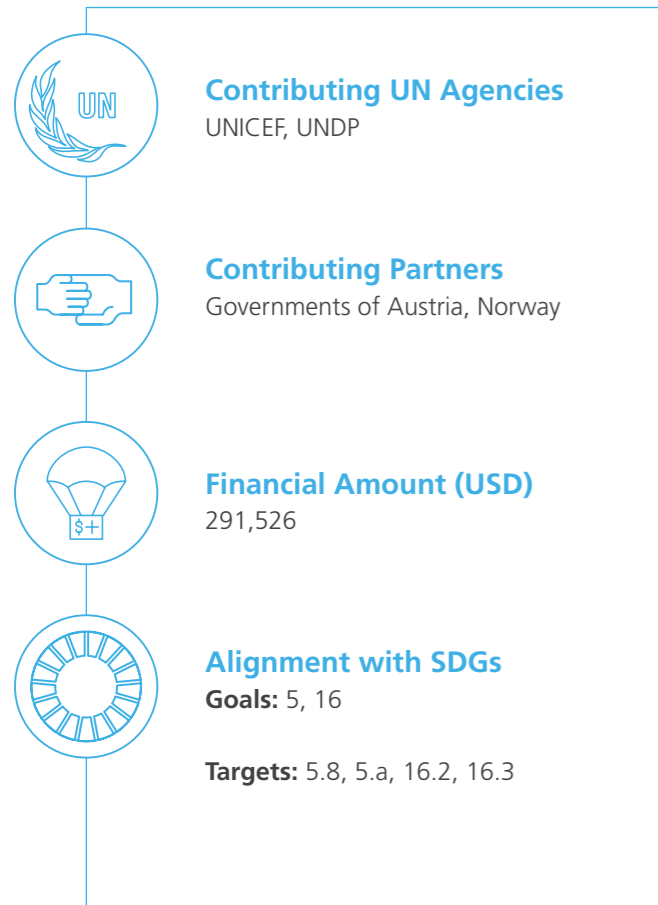 UN
Contributing UN Agencies
UNICEF, UNDP
Contributing Partners
Governments of Austria, Norway
$+
Financial Amount (USD)
291,526
Alignment with SDGs
Goals: 5, 16
Targets: 5.8, 5.a, 16.2, 16.3